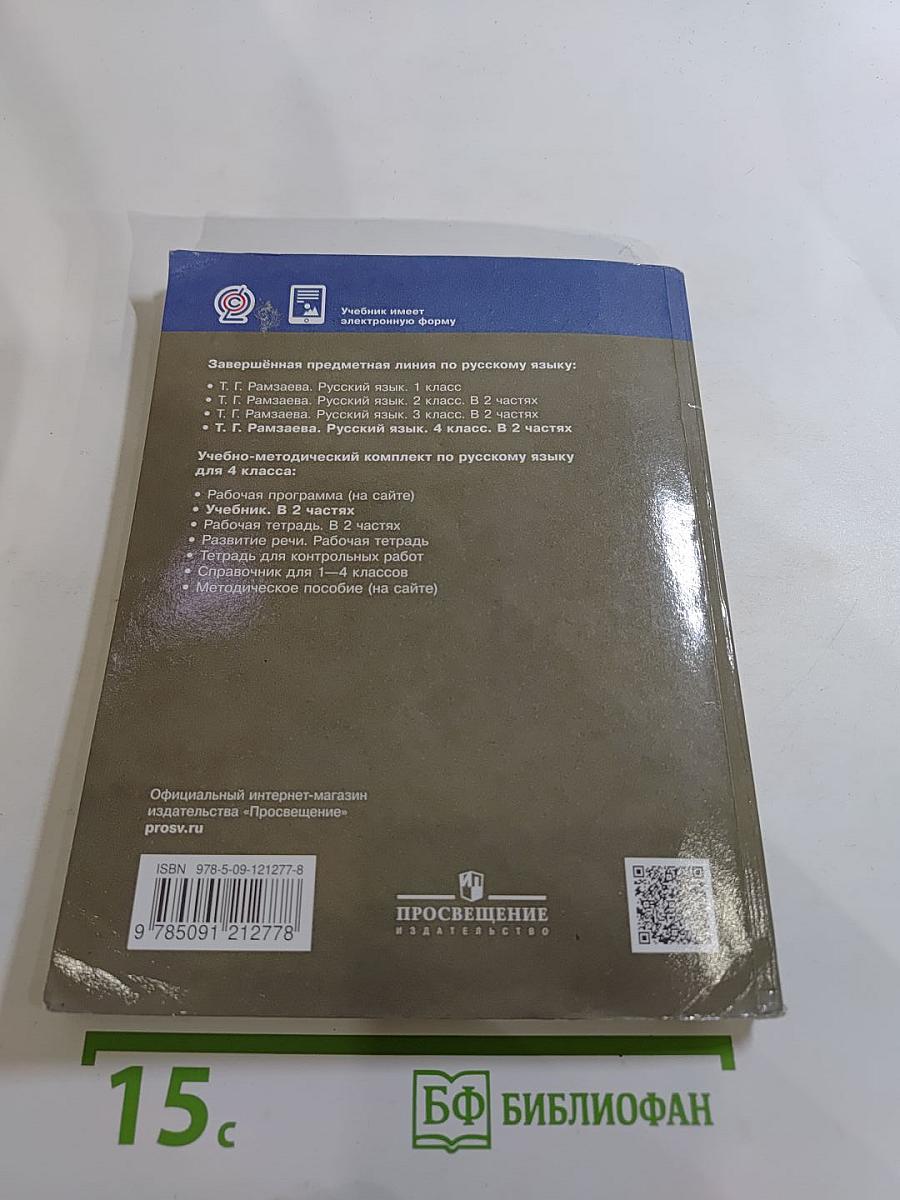 Учебник имеет
электронную форму
Завершённая предметная линия по русскому языку:
• Т. Г. Рамзаева. Русский язык. 1 класс
• Т. Г. Рамзаева. Русский язык. 2 класс. В 2 частях
• Т. Г. Рамзаева. Русский язык. 3 класс. В 2 частях
• Т. Г. Рамзаева. Русский язык. 4 класс. В 2 частях
Учебно-методический комплект по русскому языку
для 4 класса:
• Рабочая программа (на сайте)
• Учебник. В 2 частях
• Рабочая тетрадь. В 2 частях
• Развитие речи. Рабочая тетрадь
• Тетрадь для контрольных работ
• Справочник для 1—4 классов
• Методическое пособие (на сайте)
Официальный интернет-магазин
издательства «Просвещение»
prosv.ru
ISBN 978-5-09-121277-8
9 785091 212778
ПРОСВЕЩЕНИЕ
ИЗДАТЕЛЬСТВО
15 с
БФ БИБЛИОФАН